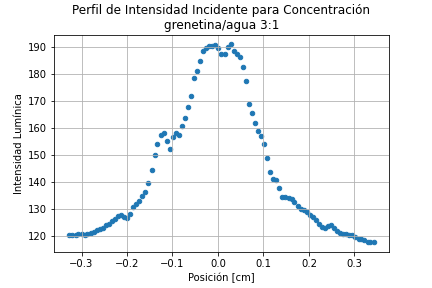 Perfil de Intensidad Incidente para Concentración
grenetina/agua 3:1
Intensidad Lumínica
190
180
170
160
150
140
130
120
−0.3 −0.2 −0.1 0.0 0.1 0.2 0.3
Posición [cm]